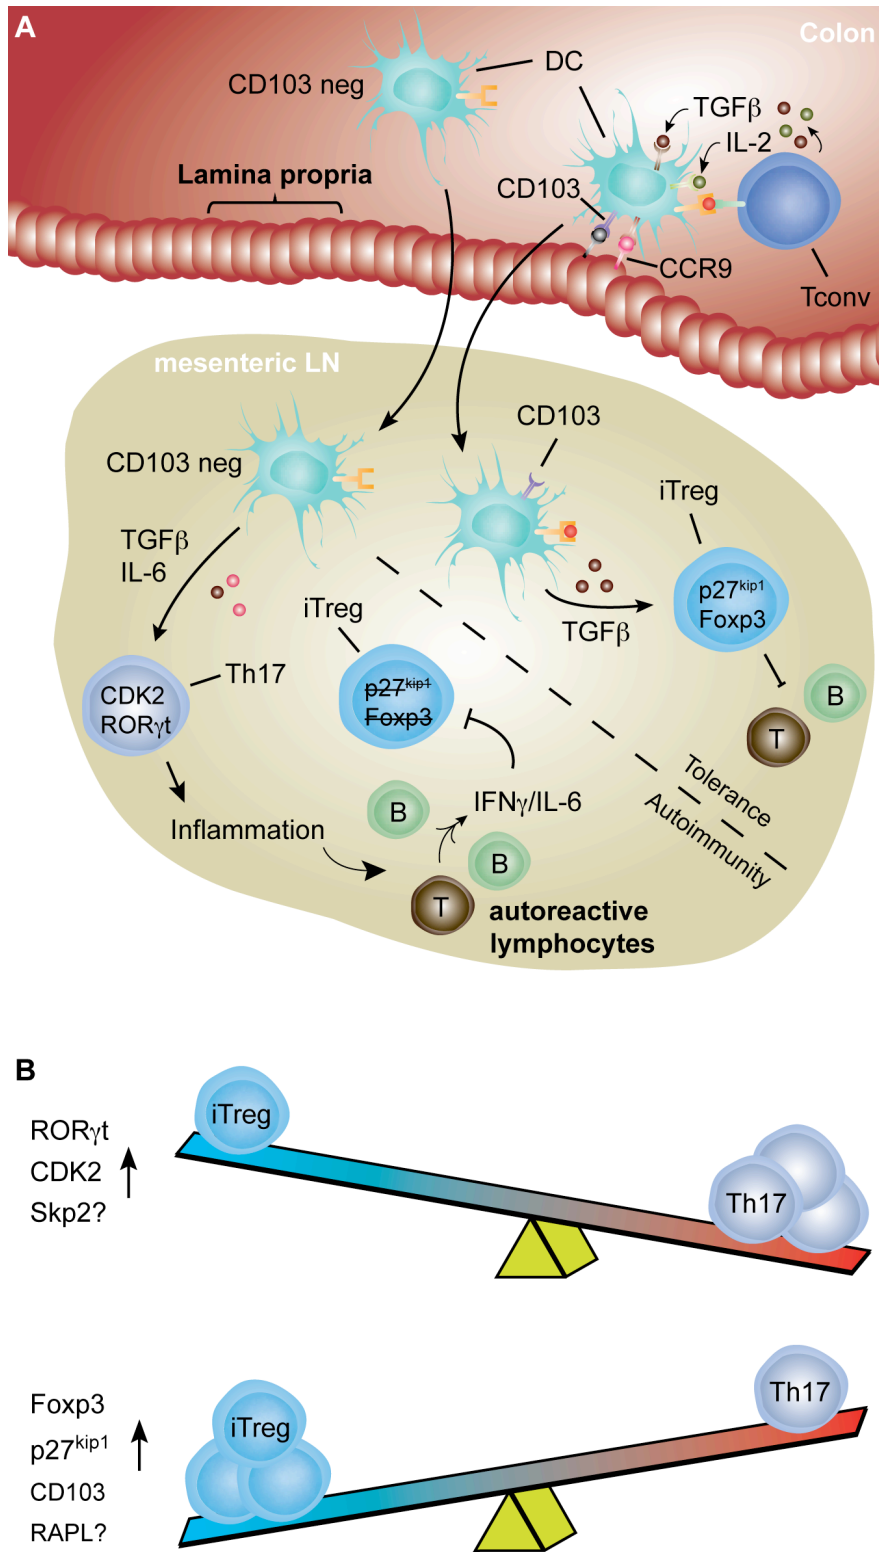 A
Colon
DC
CD103 neg
TGFβ
IL-2
Lamina propria
CD103
CCR9
Tconv
mesenteric LN
CD103
CD103 neg
iTreg
TGFβ
IL-6
p27kip1
Foxp3
iTreg
TGFβ
Th17
CDK2
RORγt
p27kip1
Foxp3
B
T
Tolerance
Autoimmunity
IFNγ/IL-6
B
Inflammation
B
T
autoreactive
lymphocytes
B
iTreg
RORγt
CDK2
Skp2?
Th17
Th17
Foxp3
iTreg
p27kip1
CD103
RAPL?